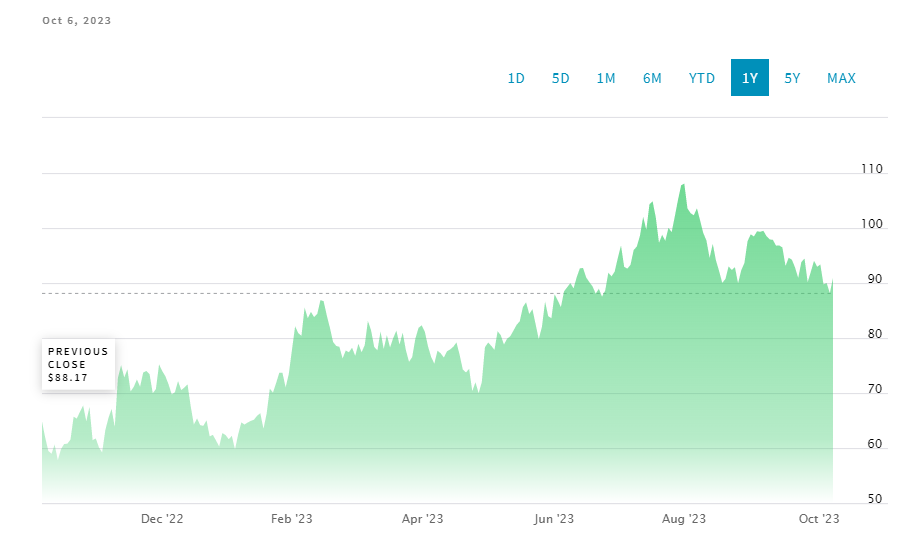 Oct 6, 2023
1D 5D 1M 6M YTD 1Y 5Y MAX
110
100
90
80
PREVIOUS
CLOSE
$88.17
70
60
50
Dec '22 Feb '23 Apr '23 Jun '23 Aug '23 Oct '23